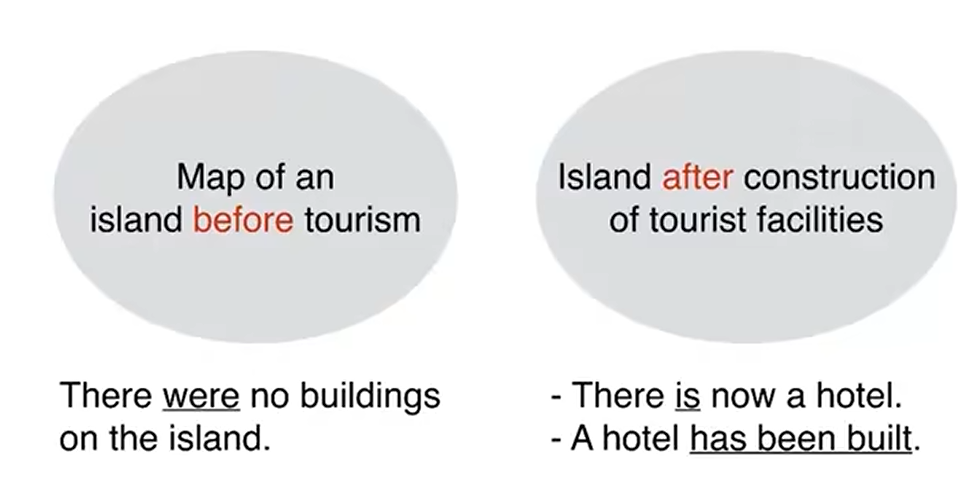 Map of an
island before tourism
Island after construction
of tourist facilities
There were no buildings
on the island.
- There is now a hotel.
- A hotel has been built.